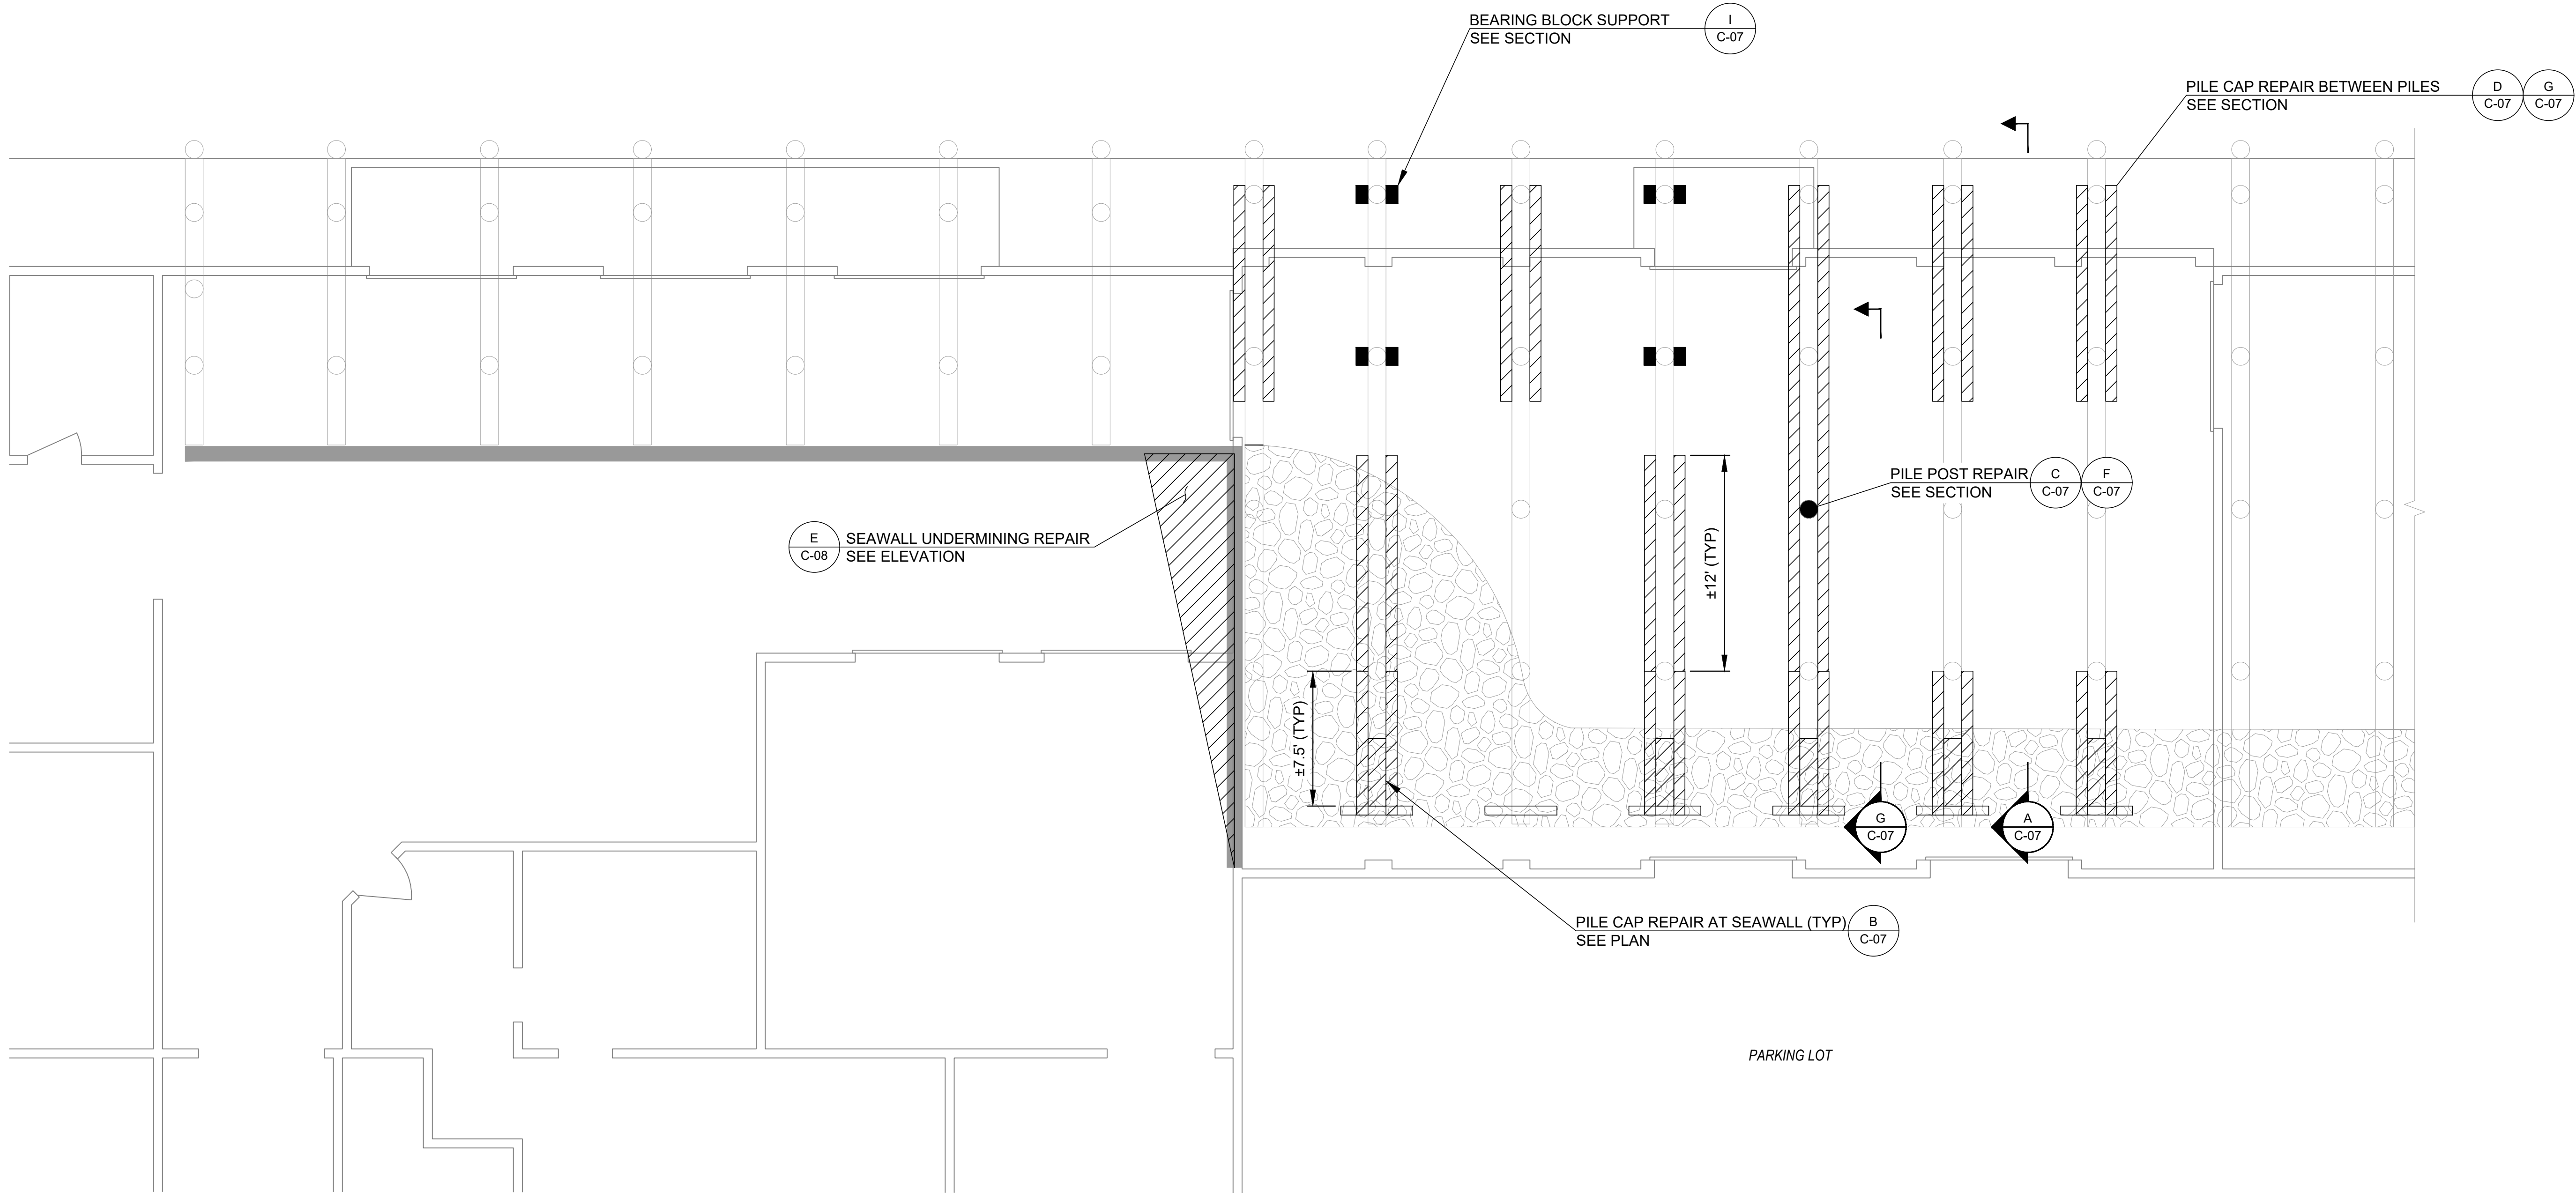 BEARING BLOCK SUPPORT
SEE SECTION
I
C-07
PILE CAP REPAIR BETWEEN PILES
SEE SECTION
D
C-07
G
C-07
PILE POST REPAIR
SEE SECTION
C
C-07
F
C-07
E
C-08
SEAWALL UNDERMINING REPAIR
SEE ELEVATION
±12' (TYP)
±7.5' (TYP)
G
C-07
A
C-07
PILE CAP REPAIR AT SEAWALL (TYP)
SEE PLAN
B
C-07
PARKING LOT